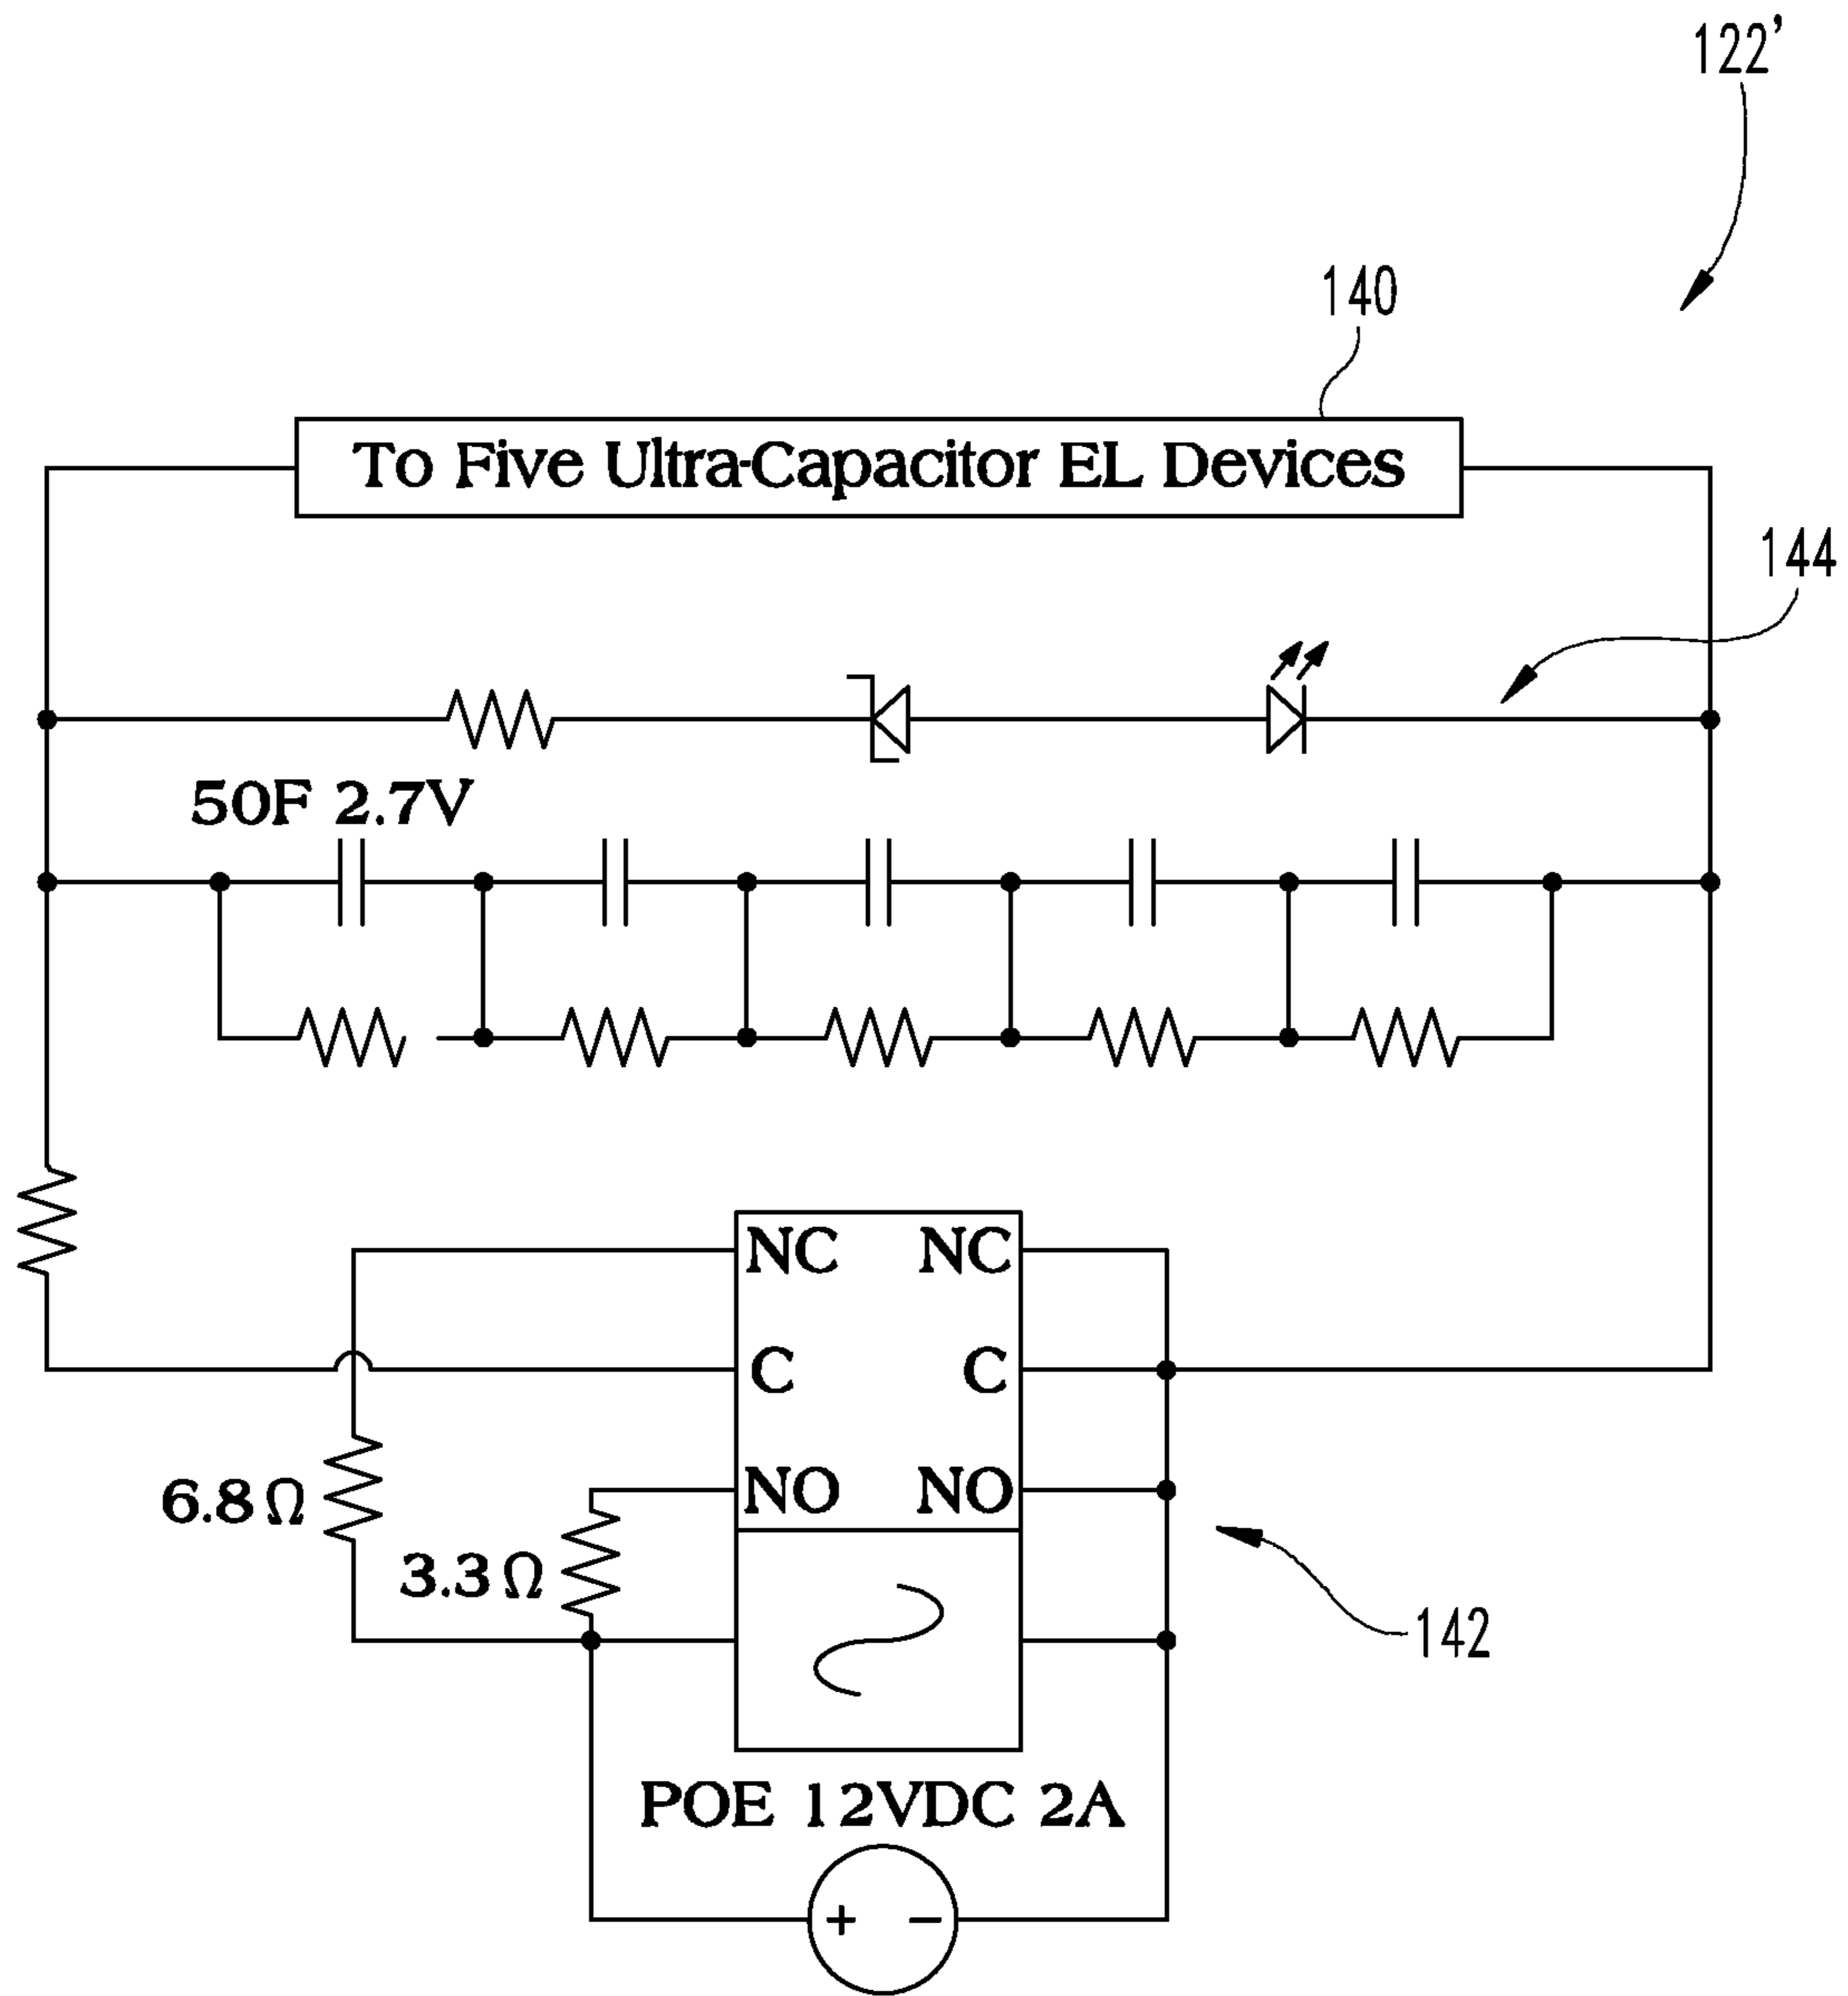 122'
140
To Five Ultra-Capacitor EL Devices
144
50F 2.7V
NC NC
C C
NO NO
6.8Ω
3.3Ω
142
POE 12VDC 2A
+ −